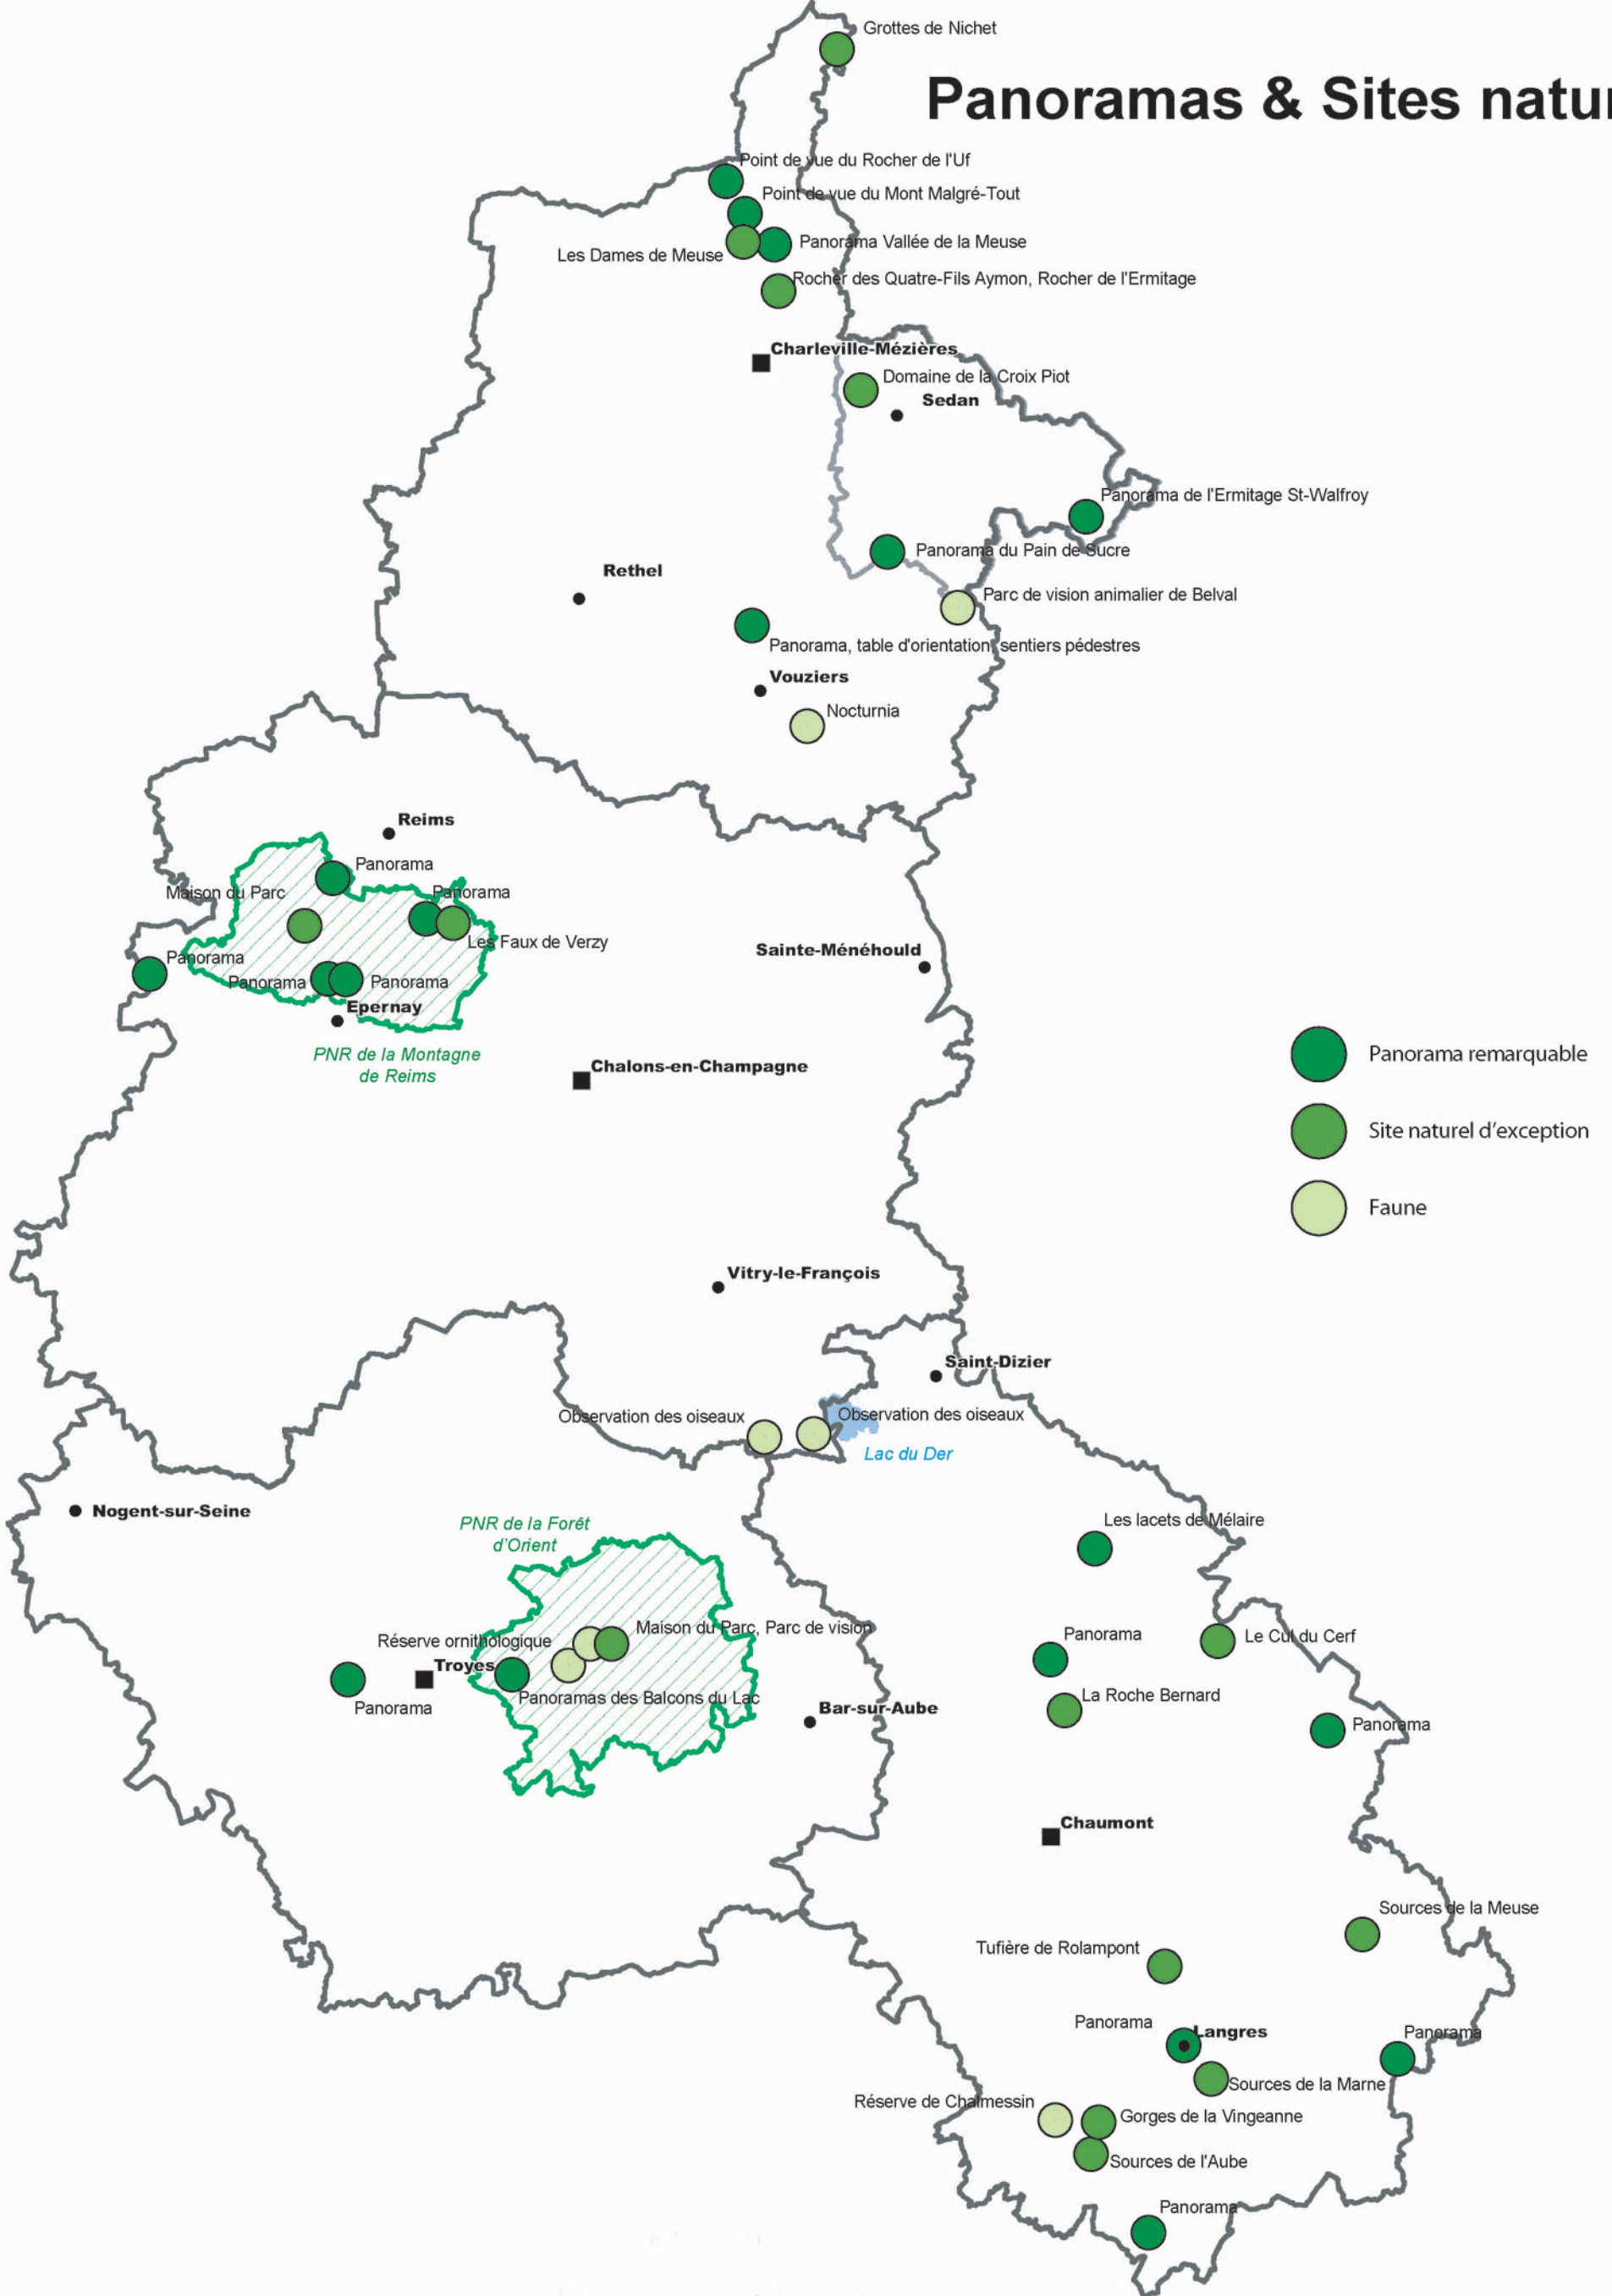 Grottes de Nichet
Panoramas & Sites natur
Point de vue du Rocher de l'Uf
Point de vue du Mont Malgré-Tout
Panorama Vallée de la Meuse
Les Dames de Meuse
Rocher des Quatre-Fils Aymon, Rocher de l'Ermitage
Charleville-Mézières
Domaine de la Croix Piot
Sedan
Panorama de l'Ermitage St-Walfroy
Panorama du Pain de Sucre
Rethel
Parc de vision animalier de Belval
Panorama, table d'orientation, sentiers pédestres
Vouziers
Nocturnia
Reims
Panorama
Maison du Parc
Panorama
Les Faux de Verzy
Sainte-Ménéhould
Panorama
Panorama
Panorama
Epernay
PNR de la Montagne
de Reims
Chalons-en-Champagne
Panorama remarquable
Site naturel d'exception
Faune
Vitry-le-François
Saint-Dizier
Observation des oiseaux
Observation des oiseaux
Lac du Der
Nogent-sur-Seine
PNR de la Forêt
d'Orient
Les lacets de Mélaire
Maison du Parc, Parc de vision
Réserve ornithologique
Panorama
Le Cul du Cerf
Troyes
Panoramas des Balcons du Lac
Panorama
La Roche Bernard
Bar-sur-Aube
Panorama
Chaumont
Sources de la Meuse
Tufière de Rolampont
Panorama
Langres
Panorama
Sources de la Marne
Réserve de Chalmessin
Gorges de la Vingeanne
Sources de l'Aube
Panorama